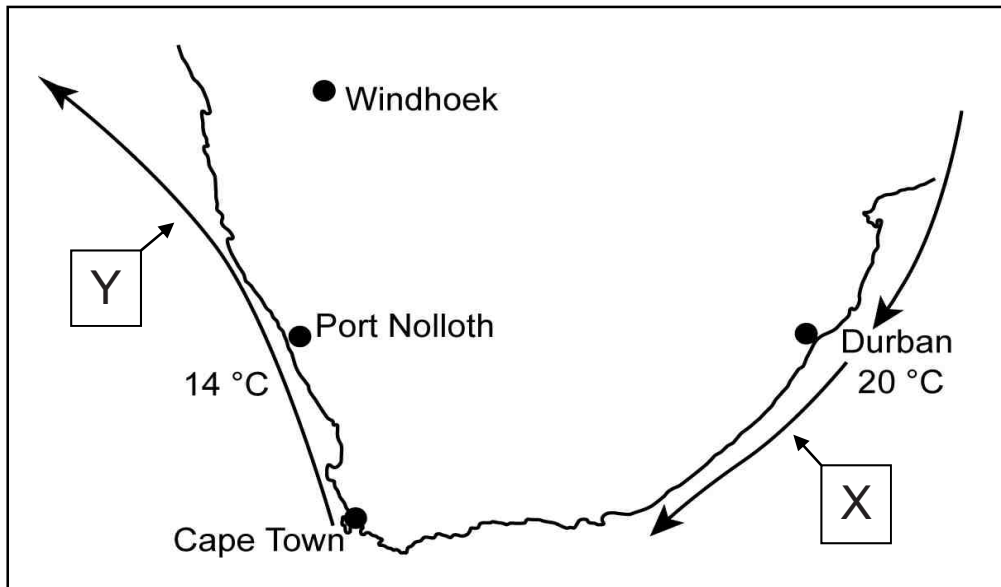 Windhoek
Y
Port Nolloth
Durban
14 °C
20 °C
X
Cape Town